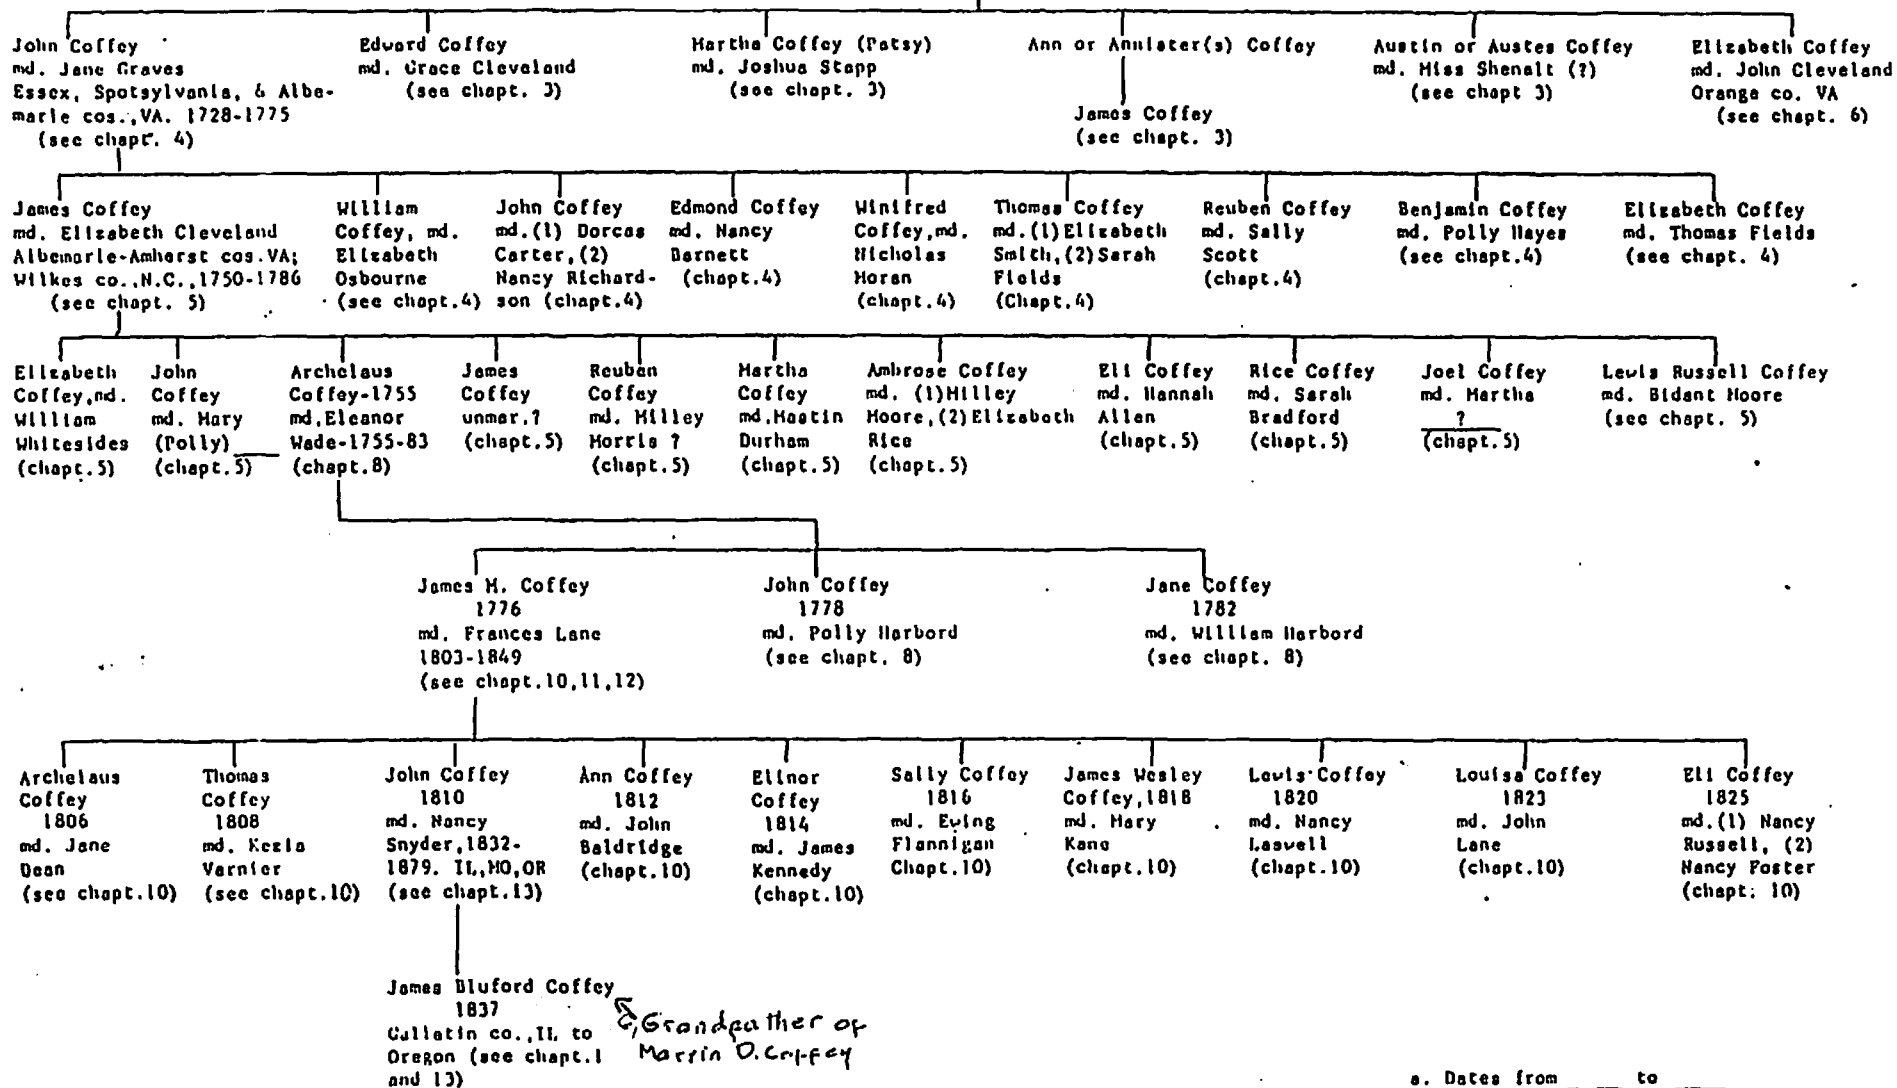 John Coffey
md. Jane Graves
Essex, Spotsylvania, & Albe-
marle cos.,VA. 1728-1775
(see chapt. 4)
Edward Coffey
md. Grace Cleveland
(see chapt. 3)
Martha Coffey (Patsy)
md. Joshua Stapp
(see chapt. 3)
Ann or Annister(s) Coffey
James Coffey
(see chapt. 3)
Austin or Austes Coffey
md. Miss Shenalt (?)
(see chapt 3)
Elizabeth Coffey
md. John Cleveland
Orange co. VA
(see chapt. 6)
James Coffey
md. Elizabeth Cleveland
Albemarle-Amherst cos.VA;
Wilkes co.,N.C.,1750-1786
(see chapt. 5)
William
Coffey, md.
Elizabeth
Osbourne
(see chapt.4)
John Coffey
md.(1) Dorcas
Carter,(2)
Nancy Richard-
son (chapt.4)
Edmond Coffey
md. Nancy
Barnett
(chapt.4)
Winifred
Coffey,md.
Nicholas
Moran
(chapt.4)
Thomas Coffey
md.(1)Elizabeth
Smith,(2)Sarah
Fields
(Chapt.4)
Reuben Coffey
md. Sally
Scott
(chapt.4)
Benjamin Coffey
md. Polly Hayes
(see chapt.4)
Elizabeth Coffey
md. Thomas Fields
(see chapt. 4)
Elizabeth
Coffey,md.
William
Whitesides
(chapt.5)
John
Coffey
md. Mary
(Polly)
(chapt.5)
Archelaus
Coffey-1755
md.Eleanor
Wade-1755-83
(chapt.8)
James
Coffey
unmar.?
(chapt.5)
Reuben
Coffey
md. Milley
Morris ?
(chapt.5)
Martha
Coffey
md.Mastin
Durham
(chapt.5)
Ambrose Coffey
md. (1)Milley
Moore,(2)Elizabeth
Rice
(chapt.5)
Eli Coffey
md. Hannah
Allen
(chapt.5)
Rice Coffey
md. Sarah
Bradford
(chapt.5)
Joel Coffey
md. Martha
?
(chapt.5)
Lewis Russell Coffey
md. Bidant Moore
(see chapt. 5)
James M. Coffey
1776
md. Frances Lane
1803-1849
(see chapt.10,11,12)
John Coffey
1778
md. Polly Harbord
(see chapt. 8)
Jane Coffey
1782
md. William Harbord
(see chapt. 8)
Archelaus
Coffey
1806
md. Jane
Dean
(see chapt.10)
Thomas
Coffey
1808
md. Kezia
Varnier
(see chapt.10)
John Coffey
1810
md. Nancy
Snyder,1832-
1879. IL,MO,OR
(see chapt.13)
Ann Coffey
1812
md. John
Baldridge
(chapt.10)
Elinor
Coffey
1814
md. James
Kennedy
(chapt.10)
Sally Coffey
1816
md. Ewing
Flannigan
Chapt.10)
James Wesley
Coffey,1818
md. Mary
Kane
(chapt.10)
Lewis Coffey
1820
md. Nancy
Laswell
(chapt.10)
Louisa Coffey
1823
md. John
Lane
(chapt.10)
Eli Coffey
1825
md.(1) Nancy
Russell, (2)
Nancy Foster
(chapt. 10)
James Bluford Coffey
1837
Gallatin co.,IL to
Oregon (see chapt.1
and 13)
Grandfather of
D. Coffey
a. Dates from ____ to ____